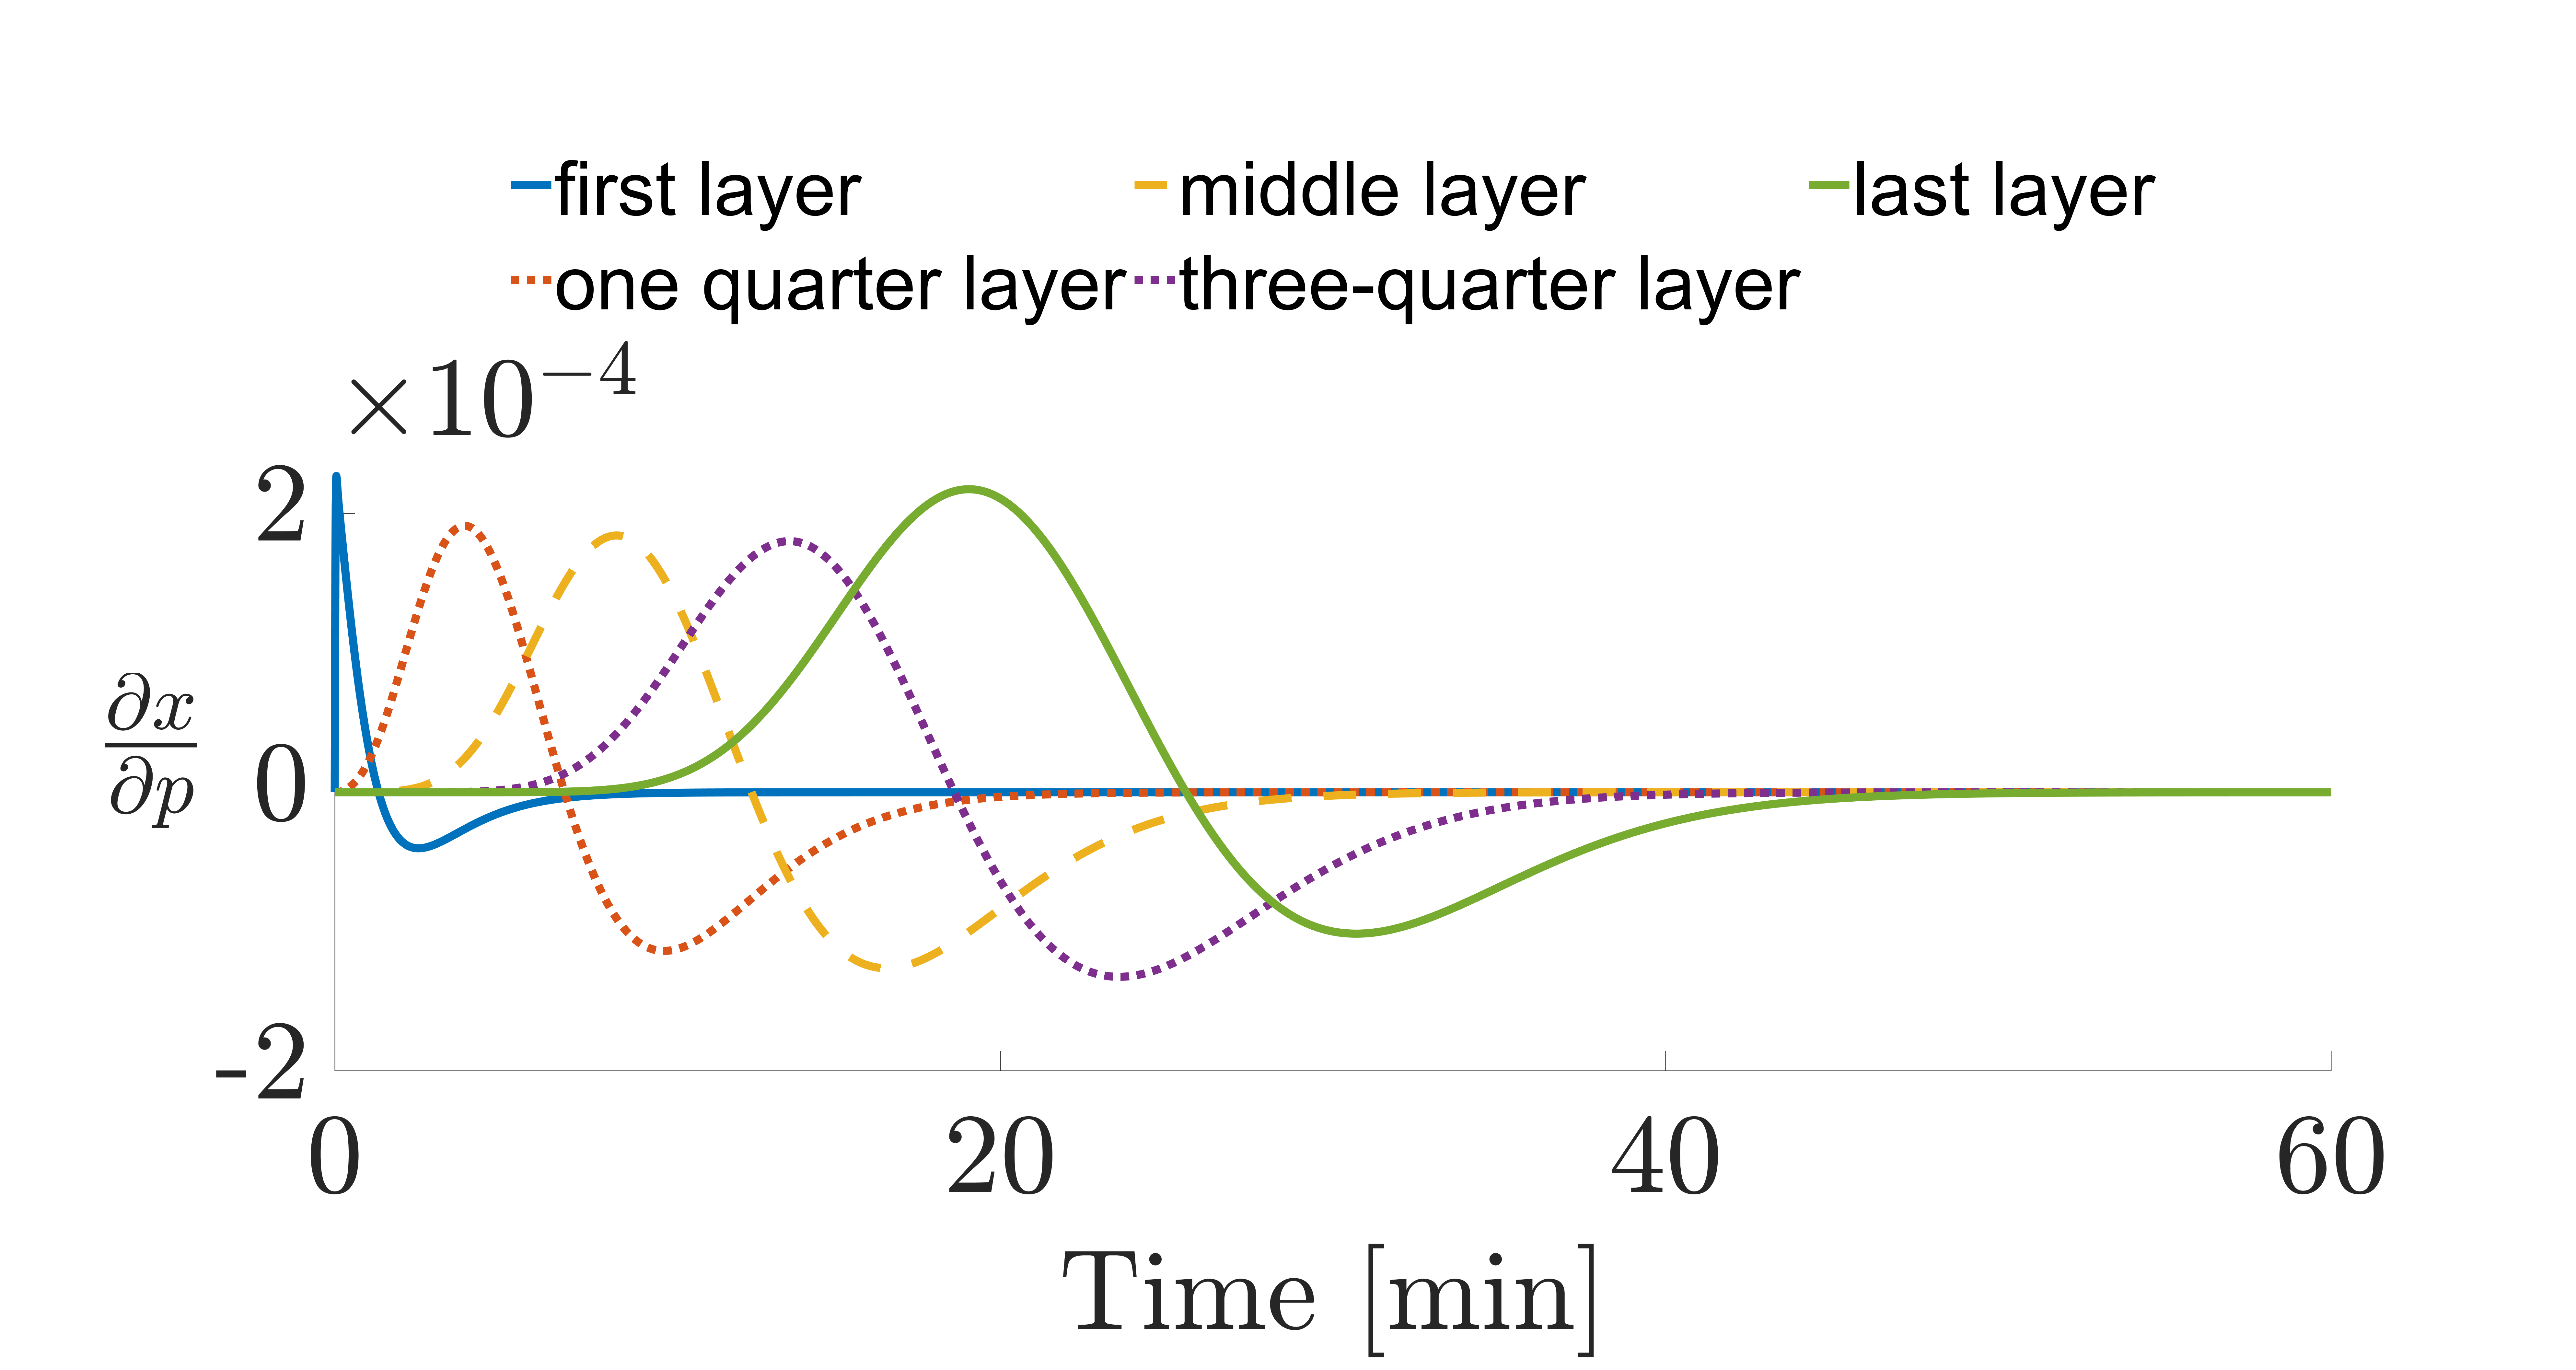 first layer middle layer last layer
one quarter layer three-quarter layer
×10⁻⁴
2
∂x
∂p
0
-2
0 20 40 60
Time [min]